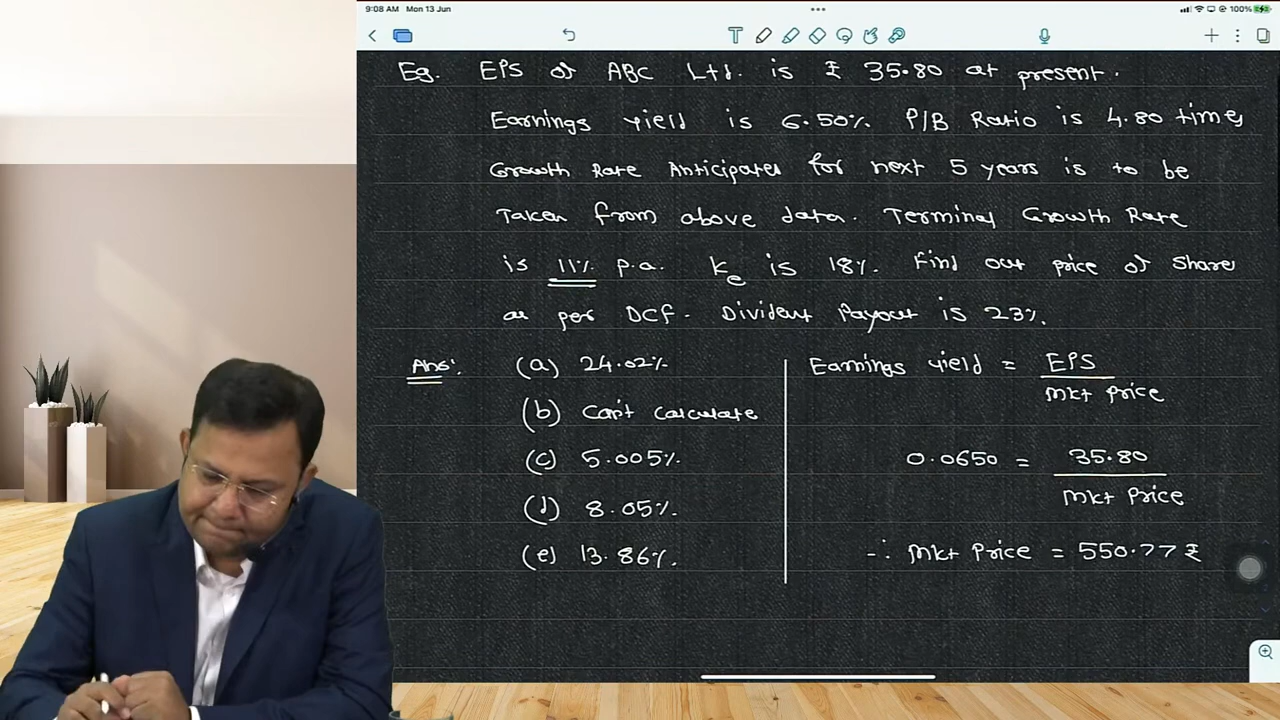 9:08 AM Mon 13 Jun
100%
Eg. EPS of ABC Ltd. is ₹ 35.80 at present.
Earnings yield is 6.50%. P/B Ratio is 4.80 times
Growth Rate Anticipated for next 5 years is to be
Taken from above data. Terminal Growth Rate
is 11% p.a. ke is 18%. Find out price of share
as per DCF. Dividend Payout is 23%.
Ans:
(a) 24.02%
(b) Can't calculate
(c) 5.005%
(d) 8.05%.
(e) 13.86%.
Earnings yield = EPS
Mkt Price
0.0650 = 35.80
Mkt Price
∴ Mkt Price = 550.77 ₹